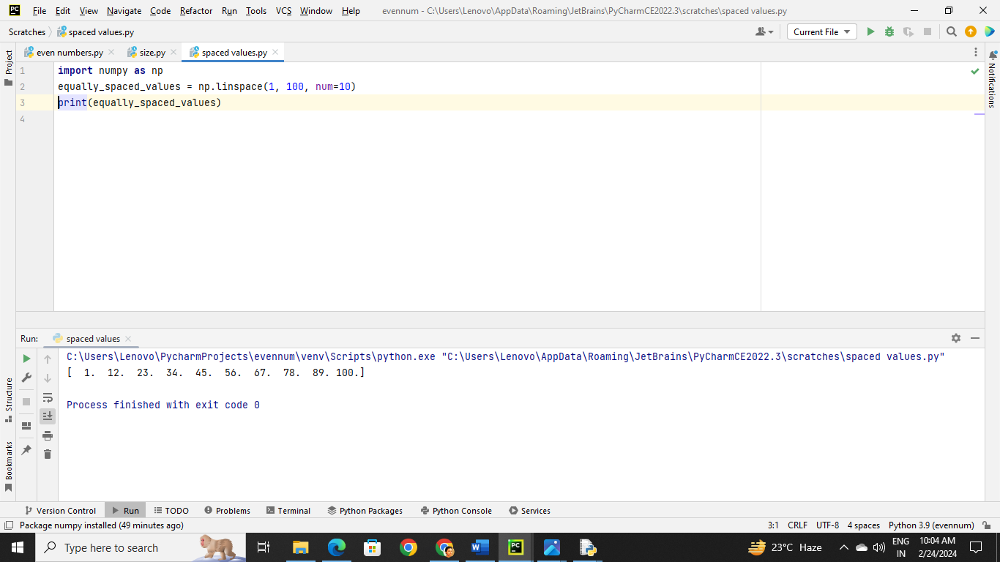 PC File Edit View Navigate Code Refactor Run Tools VCS Window Help evennum - C:\Users\Lenovo\AppData\Roaming\JetBrains\PyCharmCE2022.3\scratches\spaced values.py
Scratches spaced values.py Current File
Project
even numbers.py size.py spaced values.py
Notifications
1 import numpy as np
2 equally_spaced_values = np.linspace(1, 100, num=10)
3 print(equally_spaced_values)
4
Run: spaced values
Structure
Bookmarks
C:\Users\Lenovo\PycharmProjects\evennum\venv\Scripts\python.exe "C:\Users\Lenovo\AppData\Roaming\JetBrains\PyCharmCE2022.3\scratches\spaced values.py"
[  1.  12.  23.  34.  45.  56.  67.  78.  89. 100.]
Process finished with exit code 0
Version Control Run TODO Problems Terminal Python Packages Python Console Services
Package numpy installed (49 minutes ago) 3:1 CRLF UTF-8 4 spaces Python 3.9 (evennum)
Type here to search W PC 23°C Haze ENG IN 10:04 AM 2/24/2024